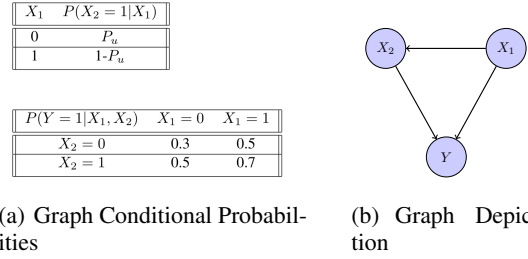 X₁ P(X₂ = 1|X₁)
0 Pᵤ
1 1-Pᵤ
P(Y = 1|X₁, X₂) X₁ = 0 X₁ = 1
X₂ = 0 0.3 0.5
X₂ = 1 0.5 0.7
X₂ X₁
Y
(a) Graph Conditional Probabil-
ities
(b) Graph Depic
tion